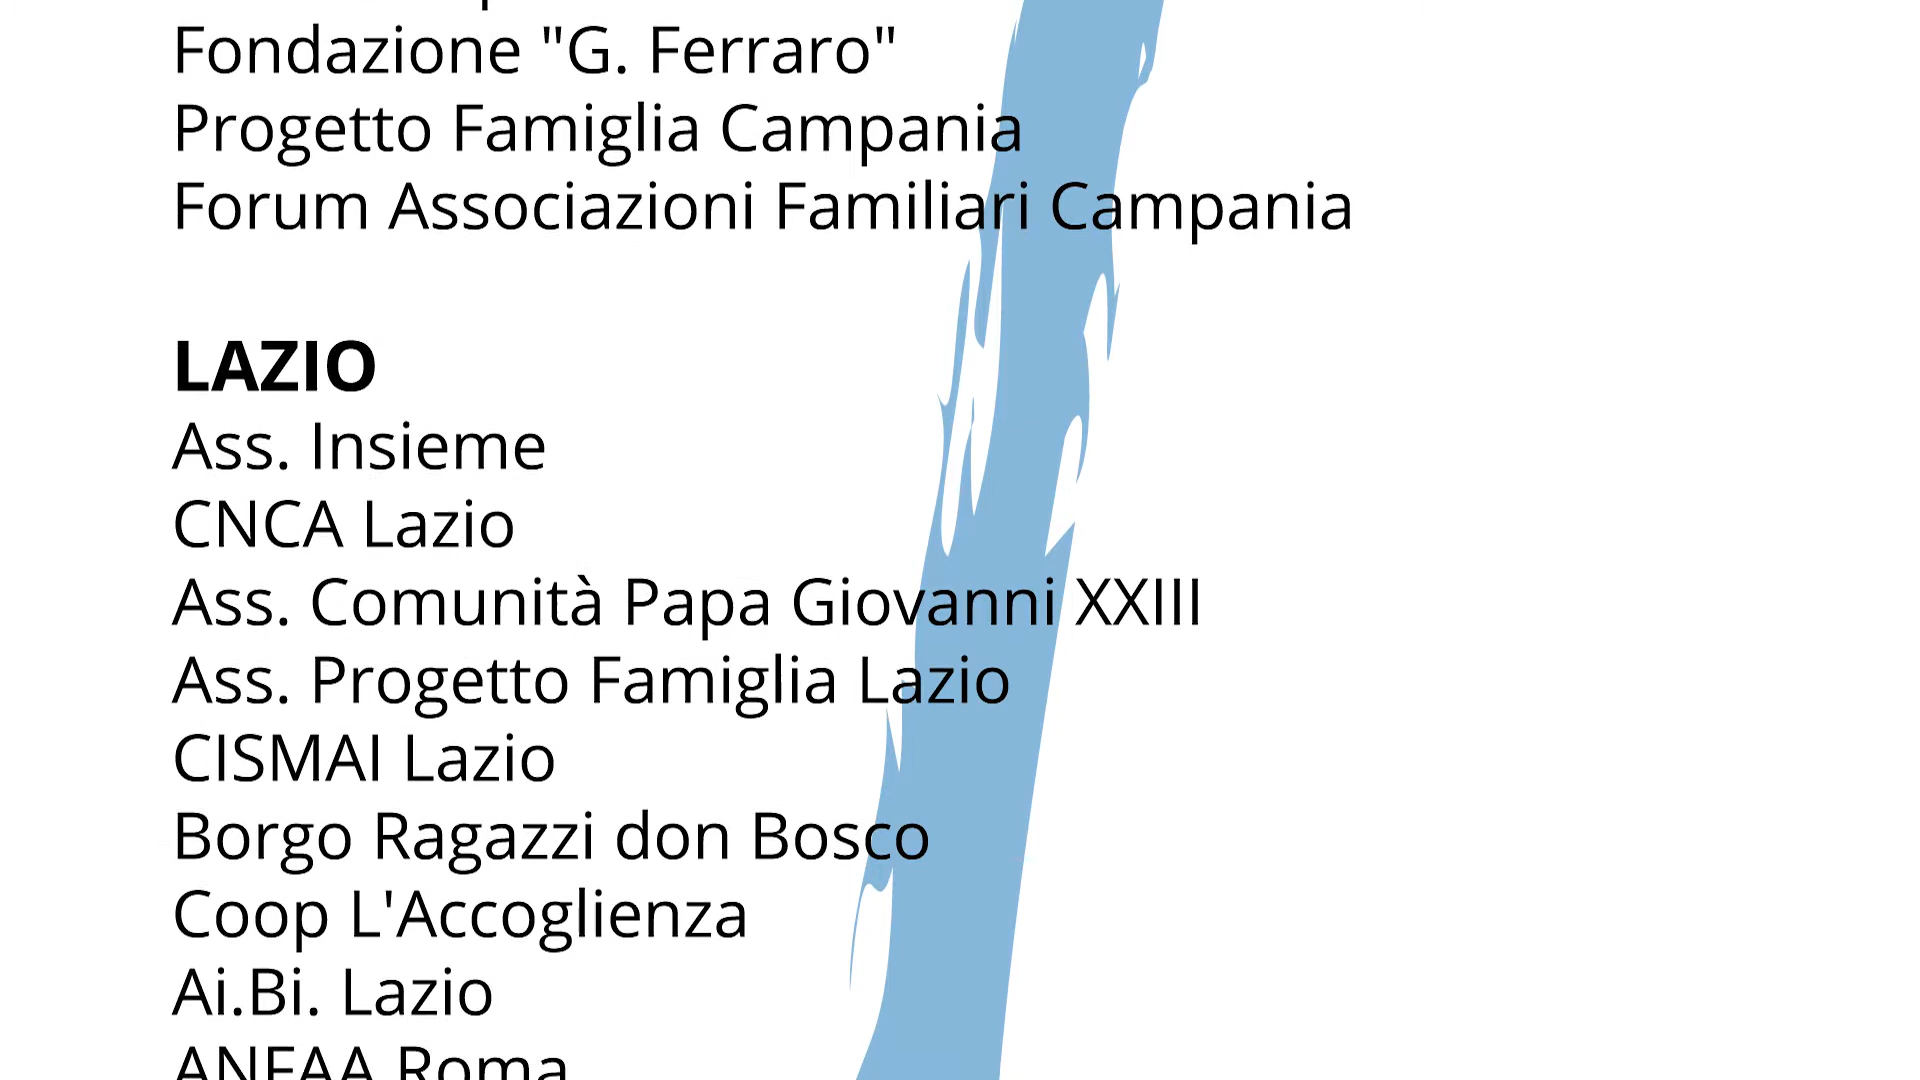 Fondazione "G. Ferraro"
Progetto Famiglia Campania
Forum Associazioni Familiari Campania
LAZIO
Ass. Insieme
CNCA Lazio
Ass. Comunità Papa Giovanni XXIII
Ass. Progetto Famiglia Lazio
CISMAI Lazio
Borgo Ragazzi don Bosco
Coop L'Accoglienza
Ai.Bi. Lazio
ANFAA Roma